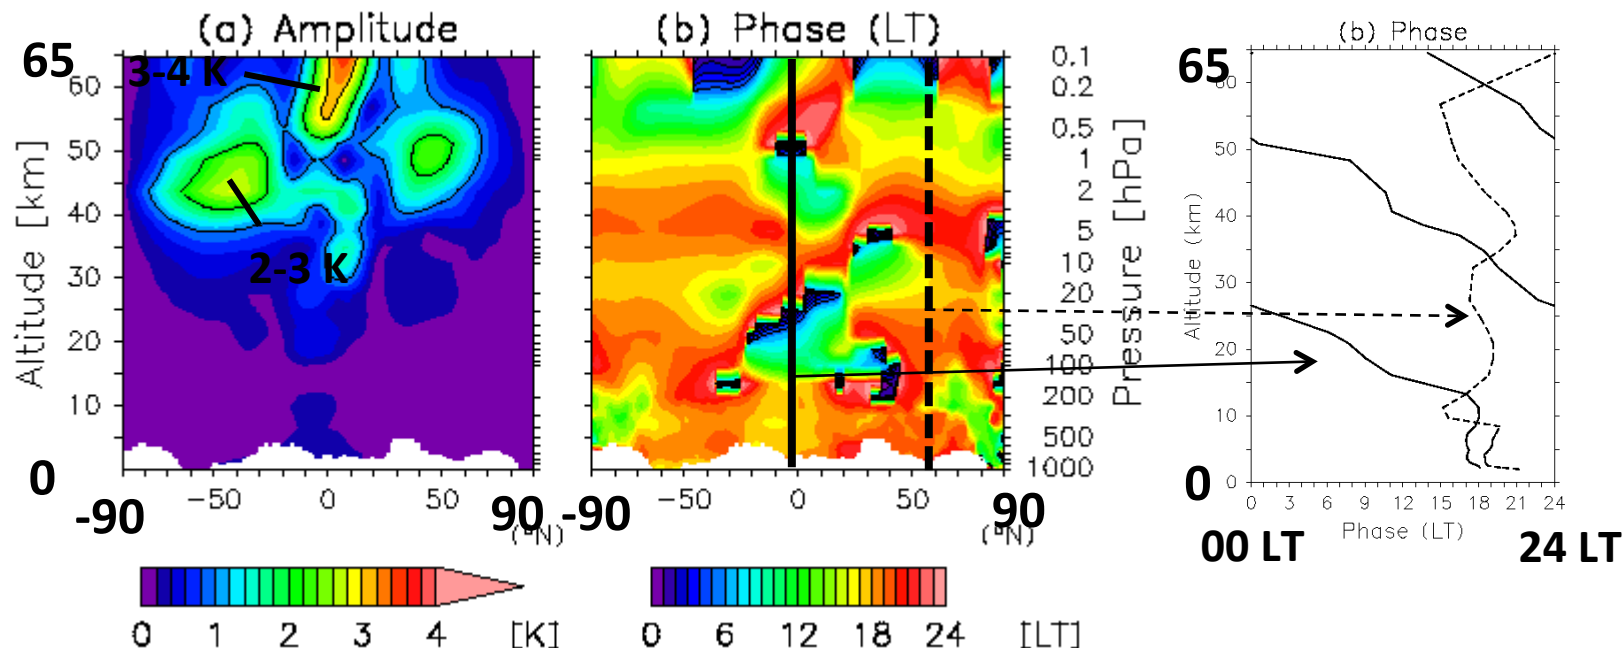 (a) Amplitude
65
60
50
40
30
20
10
0
Altitude [km]
3-4 K
2-3 K
-90
-50
0
50
90
(°N)
0 1 2 3 4 [K]
(b) Phase (LT)
0.1
0.2
0.5
1
2
5
10
20
50
100
200
500
1000
Pressure [hPa]
-90
-50
0
50
90
(°N)
0 6 12 18 24 [LT]
(b) Phase
65
60
50
40
30
20
10
0
0
Altitude (km)
0 3 6 9 12 15 18 21 24
Phase (LT)
00 LT
24 LT